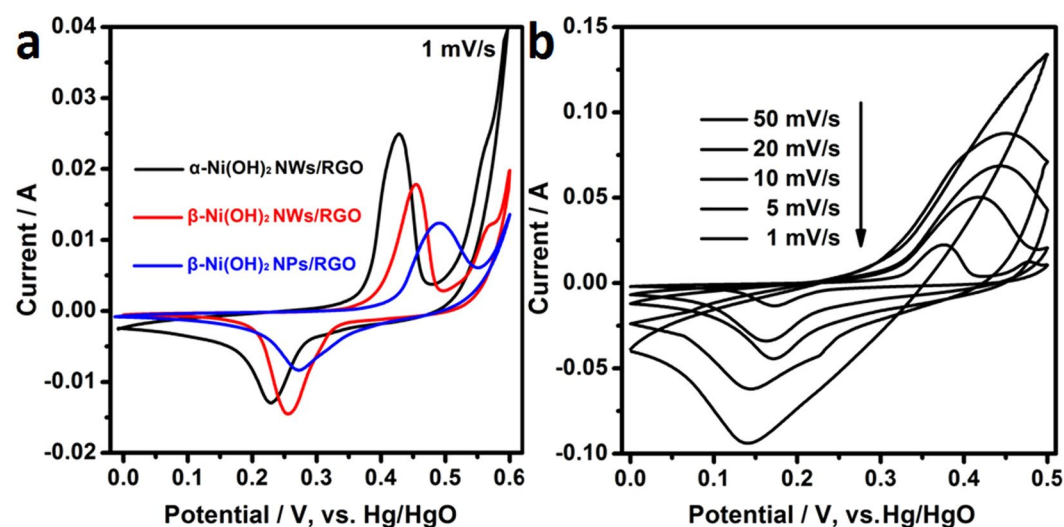 a
1 mV/s
0.04
0.03
0.02
0.01
0.00
-0.01
-0.02
Current / A
α-Ni(OH)₂ NWs/RGO
β-Ni(OH)₂ NWs/RGO
β-Ni(OH)₂ NPs/RGO
0.0 0.1 0.2 0.3 0.4 0.5 0.6
Potential / V, vs. Hg/HgO
b
0.15
0.10
0.05
0.00
-0.05
-0.10
Current / A
50 mV/s
20 mV/s
10 mV/s
5 mV/s
1 mV/s
0.0 0.1 0.2 0.3 0.4 0.5
Potential / V, vs. Hg/HgO